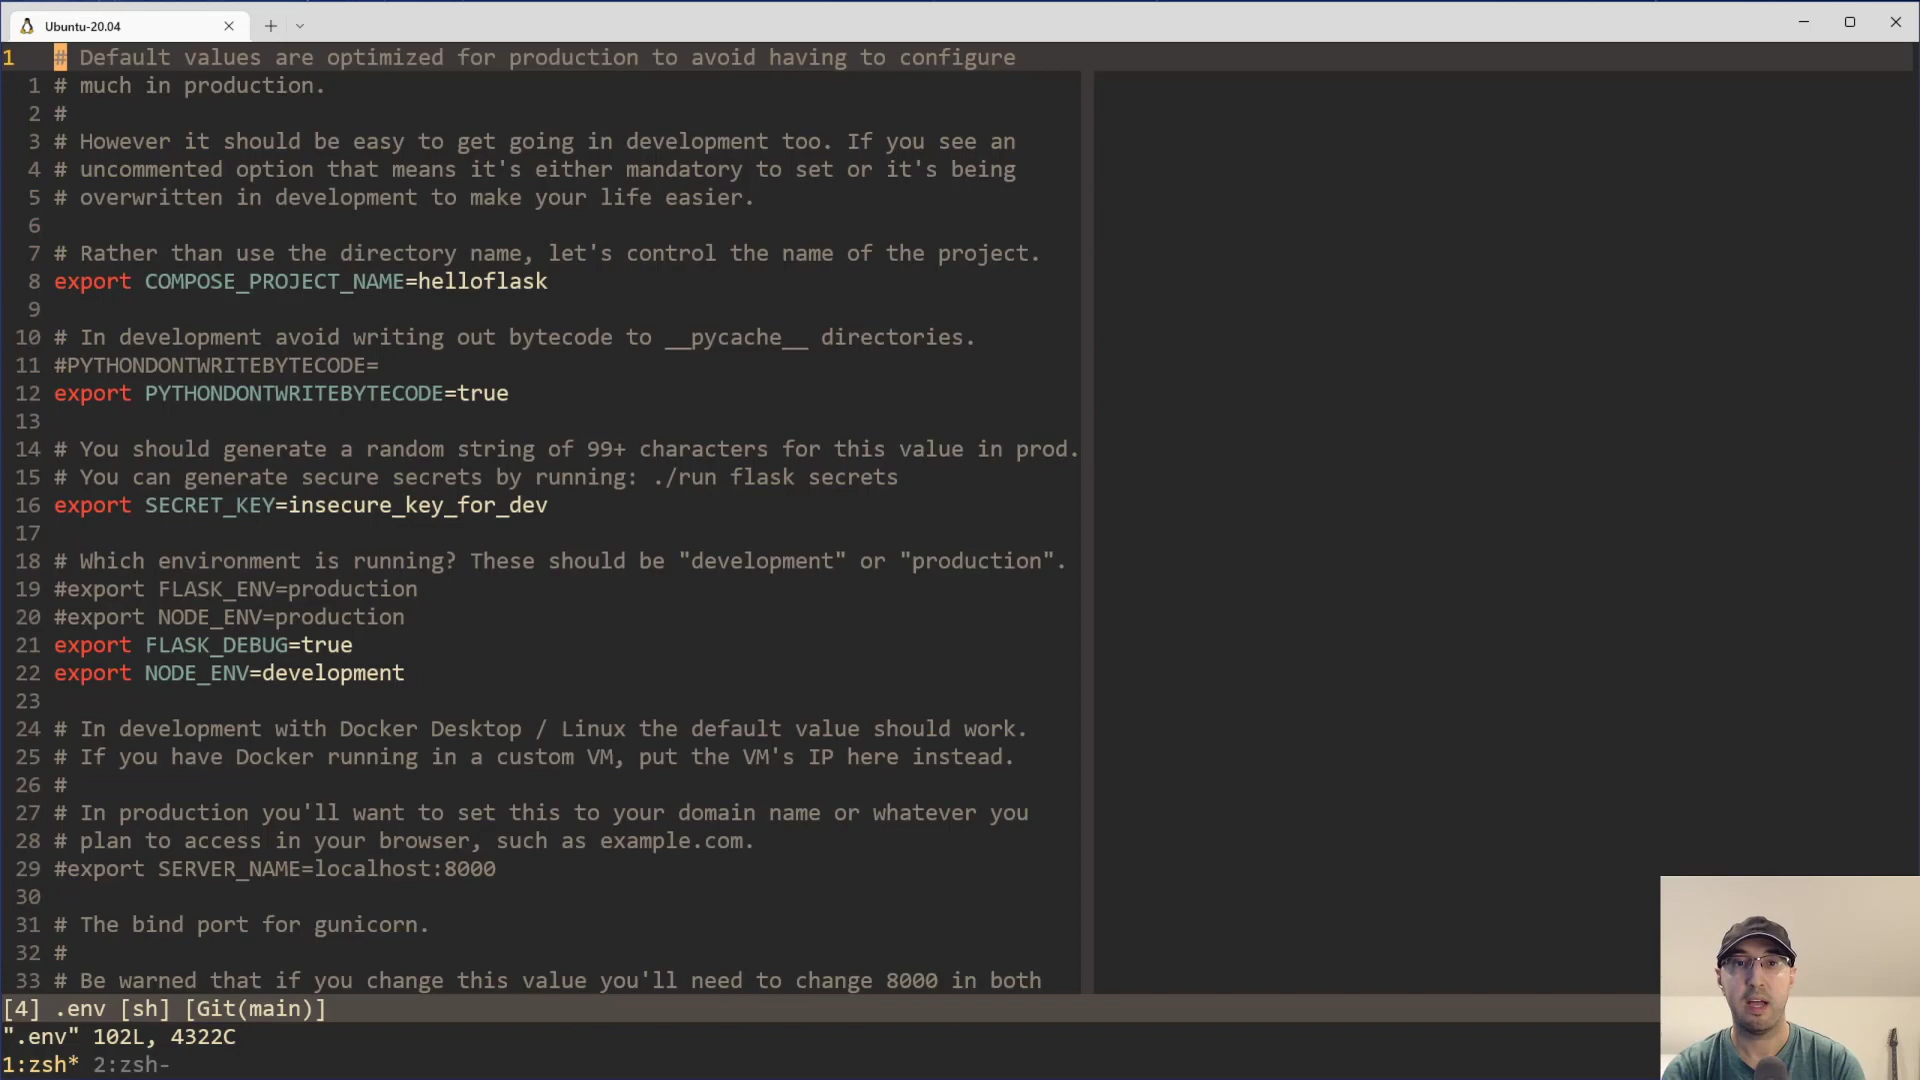 Ubuntu-20.04
1 # Default values are optimized for production to avoid having to configure
1 # much in production.
2 #
3 # However it should be easy to get going in development too. If you see an
4 # uncommented option that means it's either mandatory to set or it's being
5 # overwritten in development to make your life easier.
6
7 # Rather than use the directory name, let's control the name of the project.
8 export COMPOSE_PROJECT_NAME=helloflask
9
10 # In development avoid writing out bytecode to __pycache__ directories.
11 #PYTHONDONTWRITEBYTECODE=
12 export PYTHONDONTWRITEBYTECODE=true
13
14 # You should generate a random string of 99+ characters for this value in prod.
15 # You can generate secure secrets by running: ./run flask secrets
16 export SECRET_KEY=insecure_key_for_dev
17
18 # Which environment is running? These should be "development" or "production".
19 #export FLASK_ENV=production
20 #export NODE_ENV=production
21 export FLASK_DEBUG=true
22 export NODE_ENV=development
23
24 # In development with Docker Desktop / Linux the default value should work.
25 # If you have Docker running in a custom VM, put the VM's IP here instead.
26 #
27 # In production you'll want to set this to your domain name or whatever you
28 # plan to access in your browser, such as example.com.
29 #export SERVER_NAME=localhost:8000
30
31 # The bind port for gunicorn.
32 #
33 # Be warned that if you change this value you'll need to change 8000 in both
[4] .env [sh] [Git(main)]
".env" 102L, 4322C
1:zsh* 2:zsh-